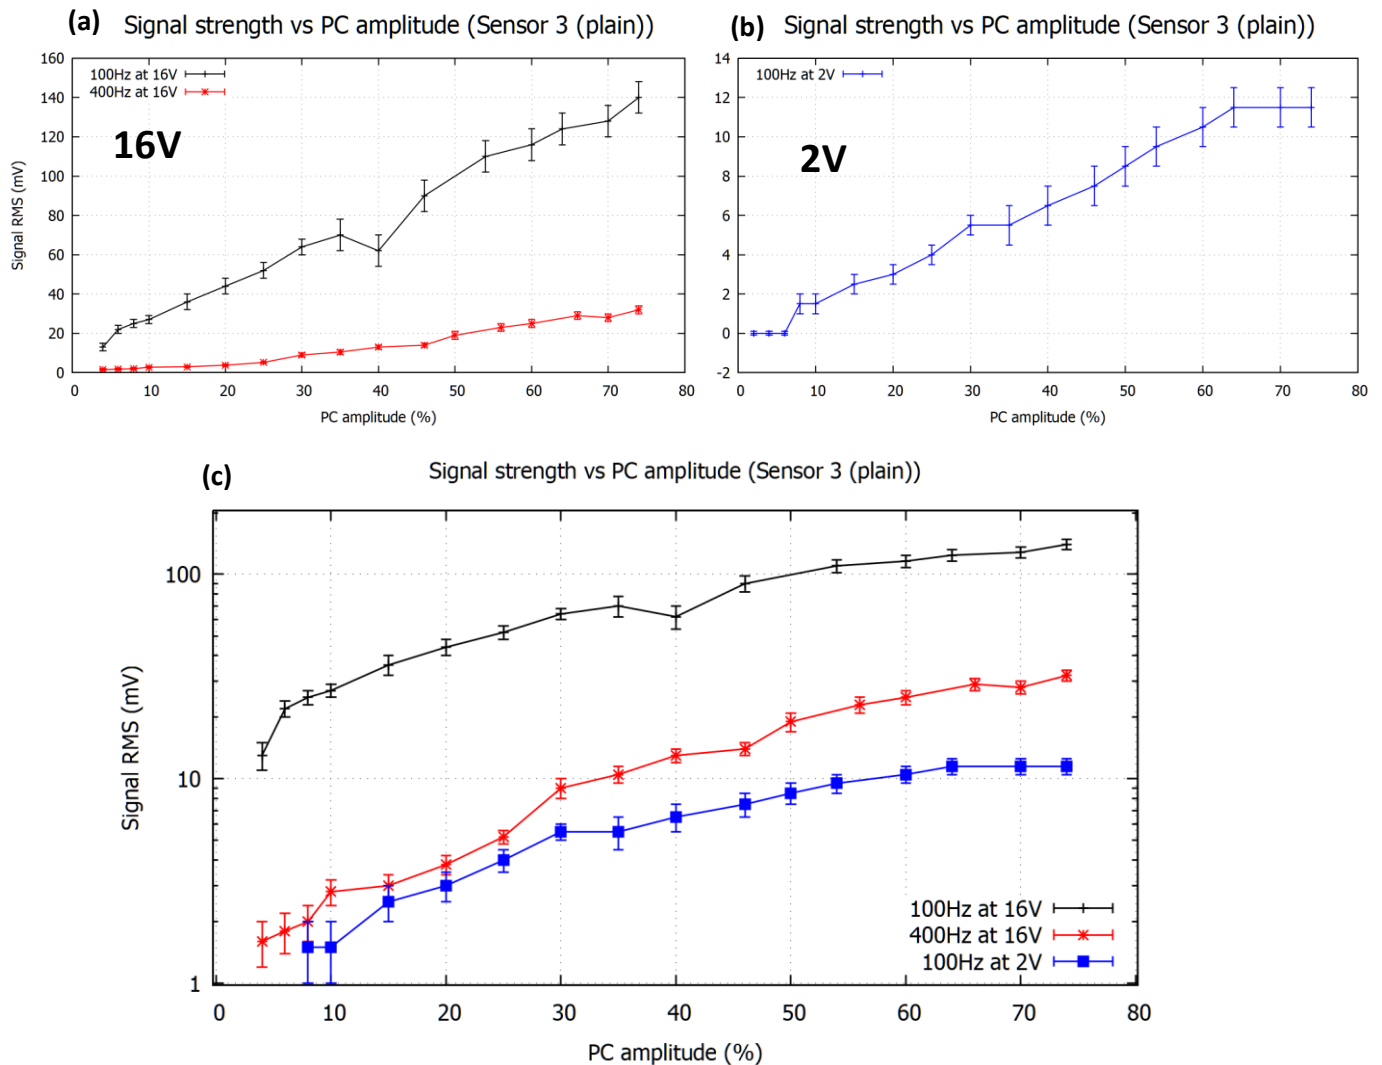 (a) Signal strength vs PC amplitude (Sensor 3 (plain))
160
140
120
100
80
60
40
20
0
Signal RMS (mV)
100Hz at 16V
400Hz at 16V
16V
0 10 20 30 40 50 60 70 80
PC amplitude (%)
(b) Signal strength vs PC amplitude (Sensor 3 (plain))
14
12
10
8
6
4
2
0
-2
100Hz at 2V
2V
0 10 20 30 40 50 60 70 80
PC amplitude (%)
(c) Signal strength vs PC amplitude (Sensor 3 (plain))
100
10
1
Signal RMS (mV)
100Hz at 16V
400Hz at 16V
100Hz at 2V
0 10 20 30 40 50 60 70 80
PC amplitude (%)